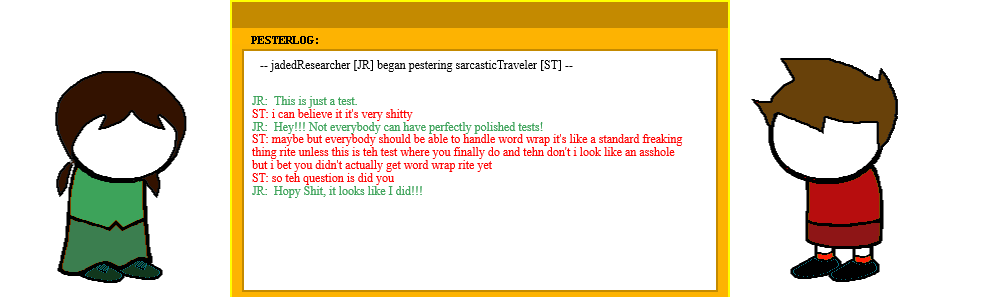 PESTERLOG:
-- jadedResearcher [JR] began pestering sarcasticTraveler [ST] --
JR: This is just a test.
ST: i can believe it it's very shitty
JR: Hey!!! Not everybody can have perfectly polished tests!
ST: maybe but everybody should be able to handle word wrap it's like a standard freaking
thing rite unless this is teh test where you finally do and tehn don't i look like an asshole
but i bet you didn't actually get word wrap rite yet
ST: so teh question is did you
JR: Hopy Shit, it looks like I did!!!